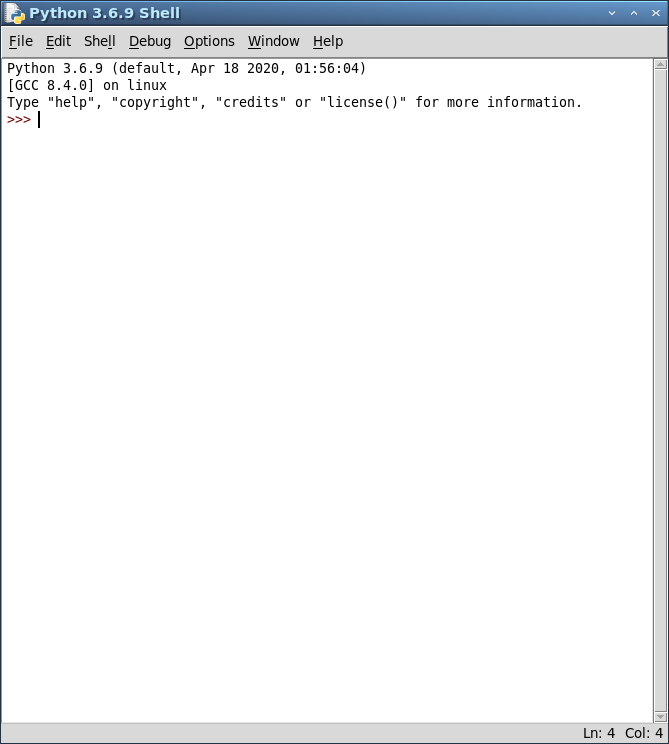 Python 3.6.9 Shell
File Edit Shell Debug Options Window Help
Python 3.6.9 (default, Apr 18 2020, 01:56:04)
[GCC 8.4.0] on linux
Type "help", "copyright", "credits" or "license()" for more information.
>>>
Ln: 4 Col: 4